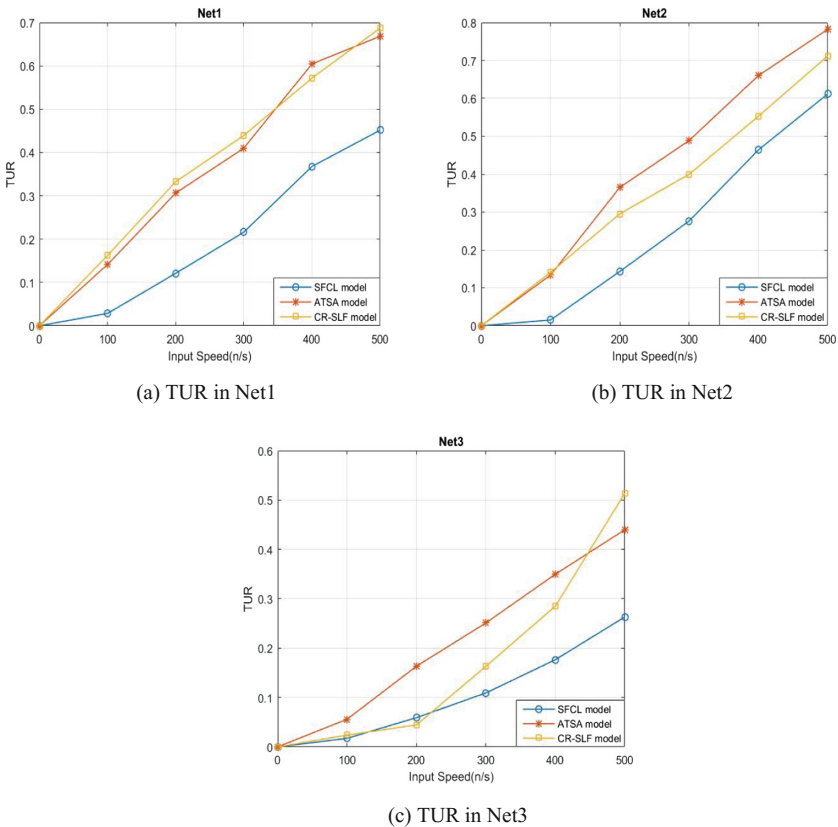 Net1
0.7
0.6
0.5
0.4
0.3
0.2
0.1
0
TUR
0 100 200 300 400 500
Input Speed(n/s)
SFCL model
ATSA model
CR-SLF model
(a) TUR in Net1
Net2
0.8
0.7
0.6
0.5
0.4
0.3
0.2
0.1
0
TUR
0 100 200 300 400 500
Input Speed(n/s)
SFCL model
ATSA model
CR-SLF model
(b) TUR in Net2
Net3
0.6
0.5
0.4
0.3
0.2
0.1
0
TUR
0 100 200 300 400 500
Input Speed(n/s)
SFCL model
ATSA model
CR-SLF model
(c) TUR in Net3